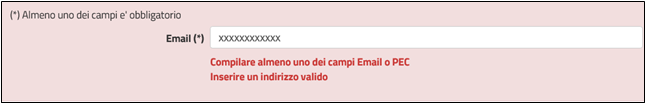 (*) Almeno uno dei campi e' obbligatorio
Email (*) xxxxxxxxxxxx
Compilare almeno uno dei campi Email o PEC
Inserire un indirizzo valido